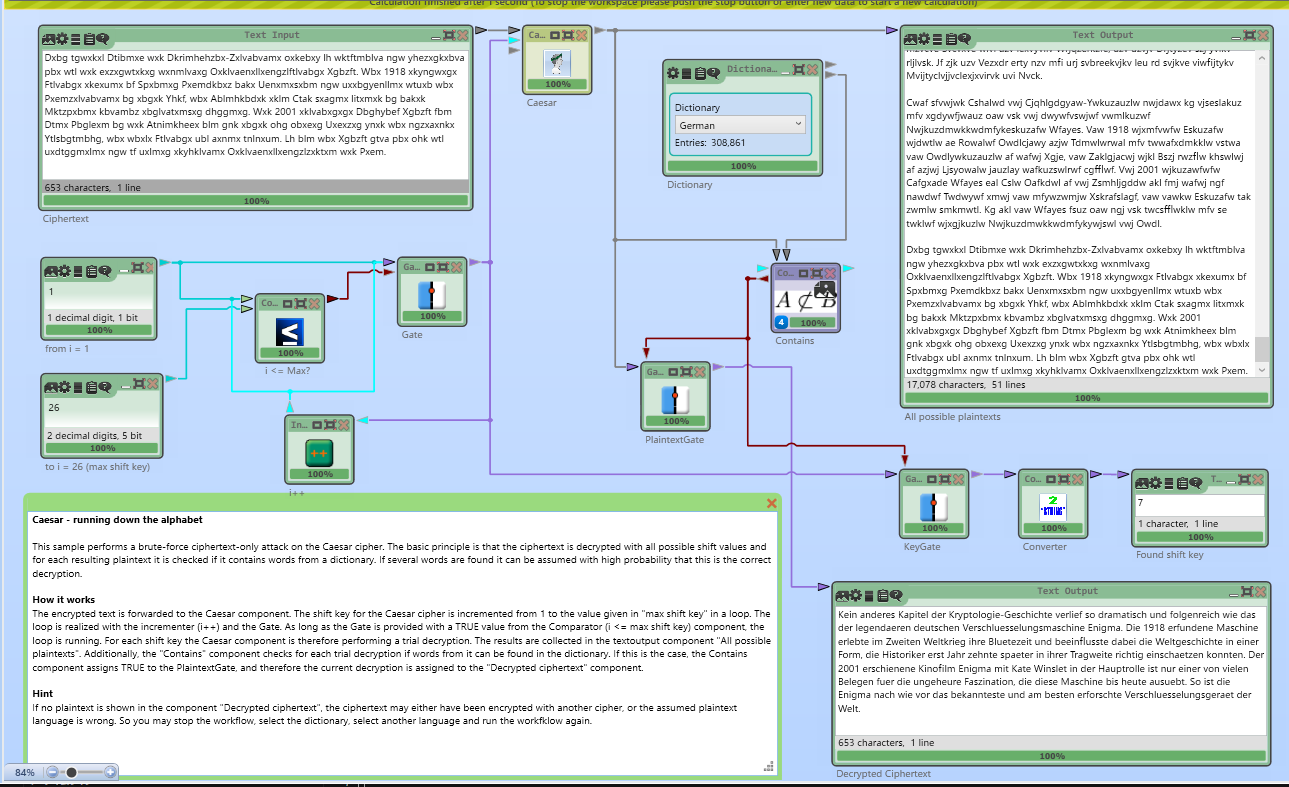 Calculation finished after 1 second (To stop the workspace please push the stop button or enter new data to start a new calculation)
Text Input
Dxbg tgwxkxl Dtibmxe wxk Dkrimhehzbx-Zxlvabvamx oxkebxy lh wktftmblva ngw yhezxgkxbva
pbx wtl wxk exzxgwtxkxg wxnmlvaxg Oxklvaenxllxengzlftlvabgx Xgbzft. Wbx 1918 xkyngwxgx
Ftlvabgx xkexumx bf Spxbmxg Pxemdkbxz bakx Uenxmxsxbm ngw uxxbgyenllmx wtuxb wbx
Pxemzxlvabvamx bg xbgxk Yhkf, wbx Ablmhkbdxk xklm Ctak sxagmx litxmxk bg bakxk
Mktzpxbmx kbvambz xbglvatxmsxg dhggmxg. Wxk 2001 xklvabxgxgx Dbghybef Xgbzft fbm
Dtmx Pbglexm bg wxk Atnimkheex blm gnk xbgxk ohg obxexg Uxexzxg ynxk wbx ngzxaxnkx
Ytlsbgtmbhg, wbx wbxlx Ftlvabgx ubl axnmx tnlnxum. Lh blm wbx Xgbzft gtva pbx ohk wtl
uxdtggmxlmx ngw tf uxlmxg xkyhklvamx Oxklvaenxllxengzlzxktxm wxk Pxem.
653 characters, 1 line
100%
Ciphertext
Ca...
100%
Caesar
Dictiona...
Dictionary
German
Entries: 308,861
100%
Dictionary
Text Output
rljlvsk. Jf zjk uzv Vezxdr erty nzv mfi urj svbreekvjkv leu rd svjkve viwfijtykv
Mvijtyclvjjvclexjxvirvk uvi Nvck.
Cwaf sfvwjwk Cshalwd vwj Cjqhlgdgyaw-Ywkuzauzlw nwjdawx kg vjseslakuz
mfv xgdywfjwauz oaw vsk vwj dwywfvswjwf vwmlkuzwf
Nwjkuzdmwkkwdmfykeskuzafw Wfayes. Vaw 1918 wjxmfvwfw Eskuzafw
wjdwtlw ae Rowalwf Owdlcjawy azjw Tdmwlwrwal mfv twwafxdmkklw vstwa
vaw Owdlywkuzauzlw af wafwj Xgje, vaw Zaklgjacwj wjkl Bszj rwzflw khswlwj
af azjwj Ljsyowalw jauzlay wafkuzswlrwf cgfflwf. Vwj 2001 wjkuzawfwfw
Cafgxade Wfayes eal Cslw Oafkdwl af vwj Zsmhljgddw akl fmj wafwj ngf
nawdwf Twdwywf xmwj vaw mfywzwmjw Xskrafslagf, vaw vawkw Eskuzafw tak
zwmlw smkmwtl. Kg akl vaw Wfayes fsuz oaw ngj vsk twcsfflwklw mfv se
twklwf wjxgjkuzlw Nwjkuzdmwkkwdmfykywjswl vwj Owdl.
Dxbg tgwxkxl Dtibmxe wxk Dkrimhehzbx-Zxlvabvamx oxkebxy lh wktftmblva
ngw yhezxgkxbva pbx wtl wxk exzxgwtxkxg wxnmlvaxg
Oxklvaenxllxengzlftlvabgx Xgbzft. Wbx 1918 xkyngwxgx Ftlvabgx xkexumx bf
Spxbmxg Pxemdkbxz bakx Uenxmxsxbm ngw uxxbgyenllmx wtuxb wbx
Pxemzxlvabvamx bg xbgxk Yhkf, wbx Ablmhkbdxk xklm Ctak sxagmx litxmxk
bg bakxk Mktzpxbmx kbvambz xbglvatxmsxg dhggmxg. Wxk 2001
xklvabxgxgx Dbghybef Xgbzft fbm Dtmx Pbglexm bg wxk Atnimkheex blm
gnk xbgxk ohg obxexg Uxexzxg ynxk wbx ngzxaxnkx Ytlsbgtmbhg, wbx wbxlx
Ftlvabgx ubl axnmx tnlnxum. Lh blm wbx Xgbzft gtva pbx ohk wtl
uxdtggmxlmx ngw tf uxlmxg xkyhklvamx Oxklvaenxllxengzlzxktxm wxk Pxem.
17,078 characters, 51 lines
100%
All possible plaintexts
1
1 decimal digit, 1 bit
100%
from i = 1
Co...
≤
100%
i <= Max?
Ga...
100%
Gate
26
2 decimal digits, 5 bit
100%
to i = 26 (max shift key)
In...
++
100%
i++
Co...
A ⊄ B
4
100%
Contains
Ga...
100%
PlaintextGate
Ga...
100%
KeyGate
Co...
2
"STRING"
100%
Converter
T...
7
1 character, 1 line
100%
Found shift key
Caesar - running down the alphabet
This sample performs a brute-force ciphertext-only attack on the Caesar cipher. The basic principle is that the ciphertext is decrypted with all possible shift values and
for each resulting plaintext it is checked if it contains words from a dictionary. If several words are found it can be assumed with high probability that this is the correct
decryption.
How it works
The encrypted text is forwarded to the Caesar component. The shift key for the Caesar cipher is incremented from 1 to the value given in "max shift key" in a loop. The
loop is realized with the incrementer (i++) and the Gate. As long as the Gate is provided with a TRUE value from the Comparator (i <= max shift key) component, the
loop is running. For each shift key the Caesar component is therefore performing a trial decryption. The results are collected in the textoutput component "All possible
plaintexts". Additionally, the "Contains" component checks for each trial decryption if words from it can be found in the dictionary. If this is the case, the Contains
component assigns TRUE to the PlaintextGate, and therefore the current decryption is assigned to the "Decrypted ciphertext" component.
Hint
If no plaintext is shown in the component "Decrypted ciphertext", the ciphertext may either have been encrypted with another cipher, or the assumed plaintext
language is wrong. So you may stop the workflow, select the dictionary, select another language and run the workfklow again.
84%
Text Output
Kein anderes Kapitel der Kryptologie-Geschichte verlief so dramatisch und folgenreich wie das
der legendaeren deutschen Verschluesselungsmaschine Enigma. Die 1918 erfundene Maschine
erlebte im Zweiten Weltkrieg ihre Bluetezeit und beeinflusste dabei die Weltgeschichte in einer
Form, die Historiker erst Jahr zehnte spaeter in ihrer Tragweite richtig einschaetzen konnten. Der
2001 erschienene Kinofilm Enigma mit Kate Winslet in der Hauptrolle ist nur einer von vielen
Belegen fuer die ungeheure Faszination, die diese Maschine bis heute ausuebt. So ist die
Enigma nach wie vor das bekannteste und am besten erforschte Verschluesselungsgeraet der
Welt.
653 characters, 1 line
100%
Decrypted Ciphertext